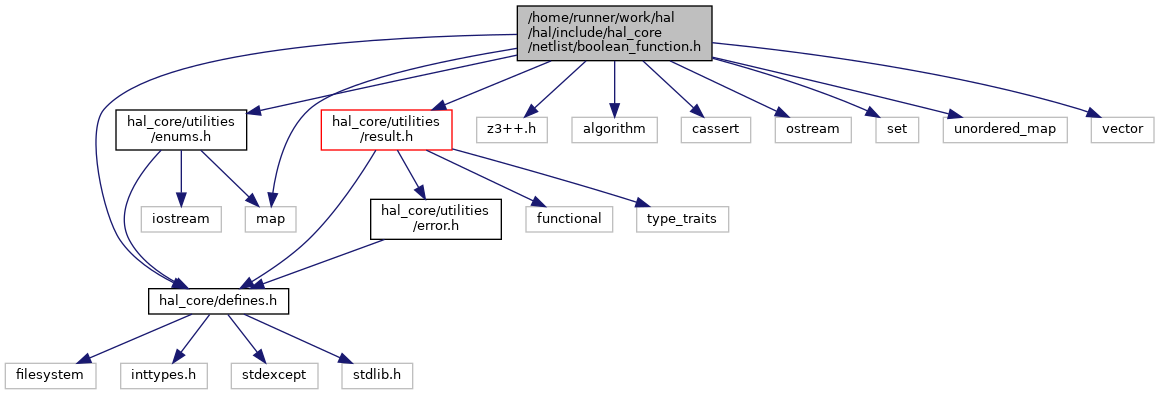 /home/runner/work/hal
/hal/include/hal_core
/netlist/boolean_function.h
hal_core/utilities
/enums.h
hal_core/utilities
/result.h
z3++.h
algorithm
cassert
ostream
set
unordered_map
vector
iostream
map
hal_core/utilities
/error.h
functional
type_traits
hal_core/defines.h
filesystem
inttypes.h
stdexcept
stdlib.h